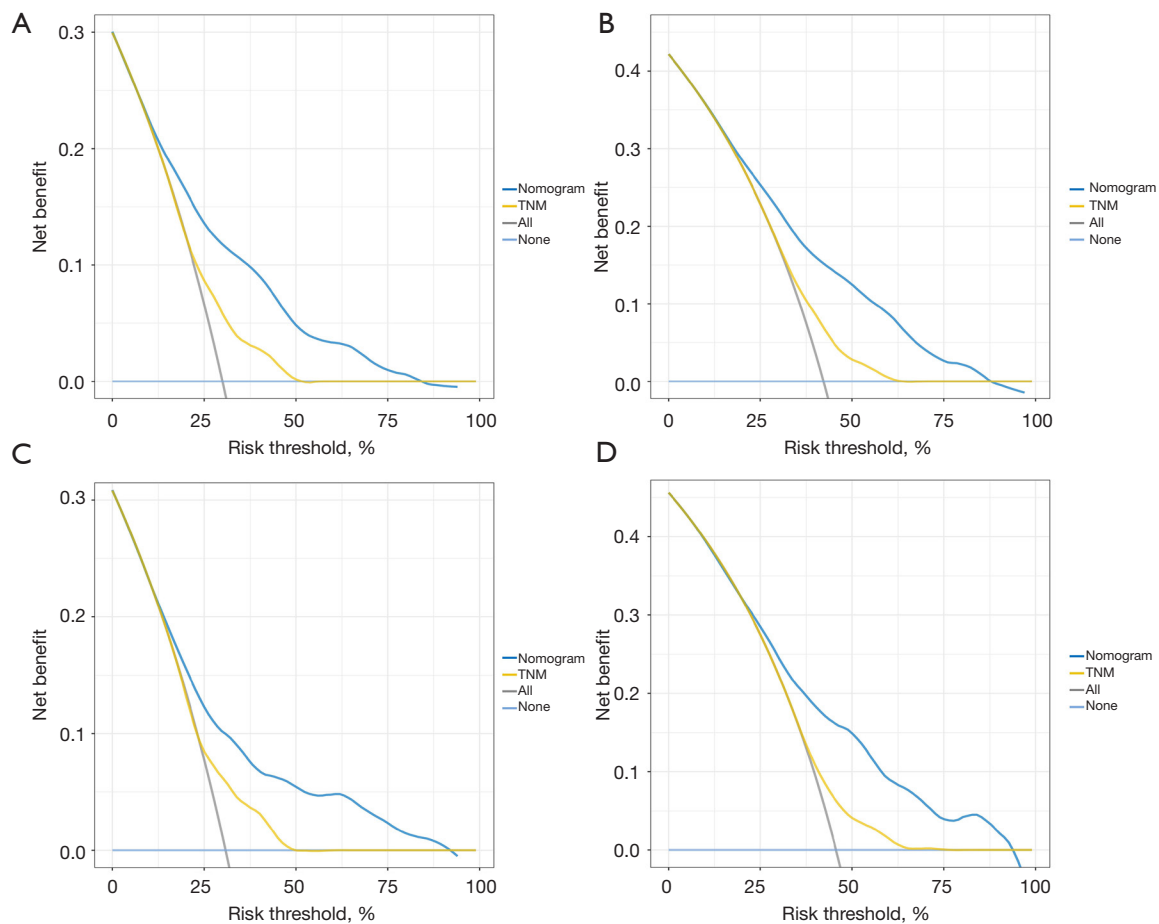 A
0.3
0.2
0.1
0.0
Net benefit
0 25 50 75 100
Risk threshold, %
Nomogram
TNM
All
None
B
0.4
0.3
0.2
0.1
0.0
Net benefit
0 25 50 75 100
Risk threshold, %
Nomogram
TNM
All
None
C
0.3
0.2
0.1
0.0
Net benefit
0 25 50 75 100
Risk threshold, %
Nomogram
TNM
All
None
D
0.4
0.3
0.2
0.1
0.0
Net benefit
0 25 50 75 100
Risk threshold, %
Nomogram
TNM
All
None